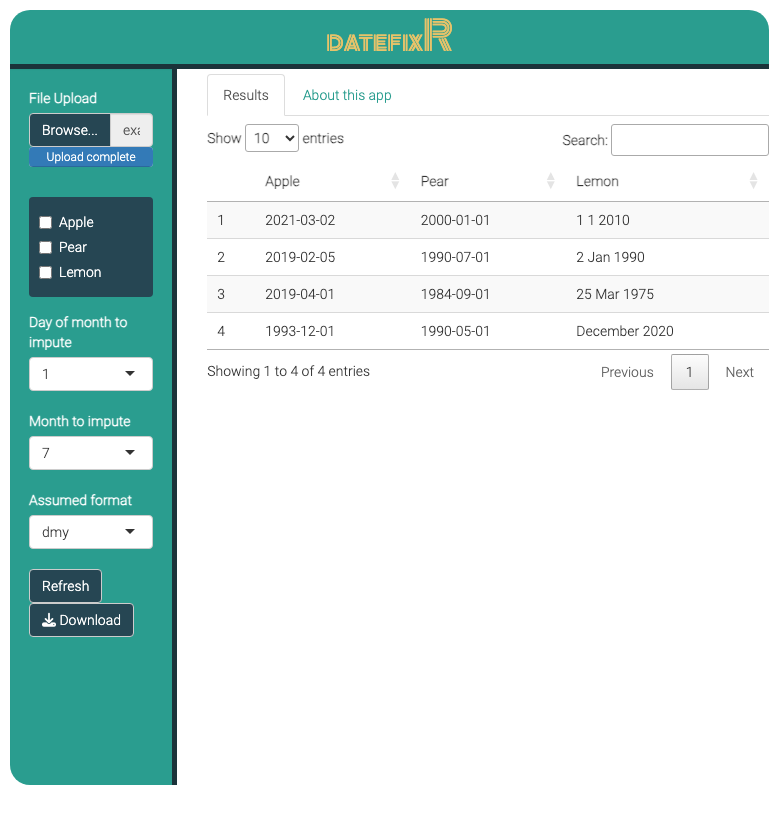 DATEFIXR
File Upload
Browse... exa
Upload complete
Apple
Pear
Lemon
Day of month to
impute
1
Month to impute
7
Assumed format
dmy
Refresh
Download
Results About this app
Show 10 entries Search:
Apple Pear Lemon
1 2021-03-02 2000-01-01 1 1 2010
2 2019-02-05 1990-07-01 2 Jan 1990
3 2019-04-01 1984-09-01 25 Mar 1975
4 1993-12-01 1990-05-01 December 2020
Showing 1 to 4 of 4 entries Previous 1 Next